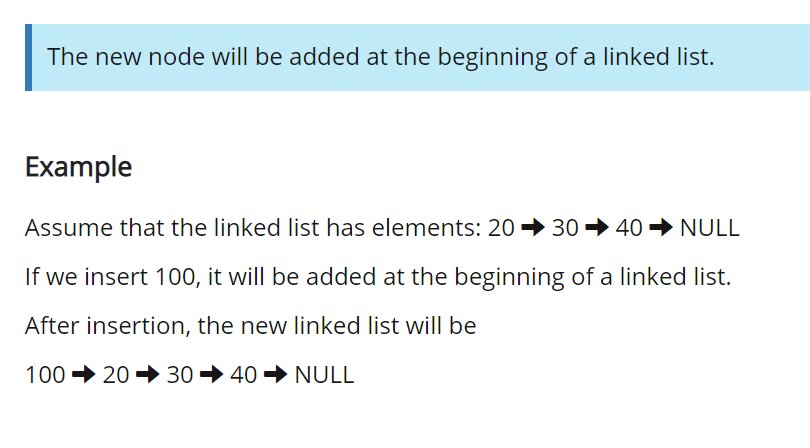 The new node will be added at the beginning of a linked list.
Example
Assume that the linked list has elements: 20 🡆 30 🡆 40 🡆 NULL
If we insert 100, it will be added at the beginning of a linked list.
After insertion, the new linked list will be
100 🡆 20 🡆 30 🡆 40 🡆 NULL